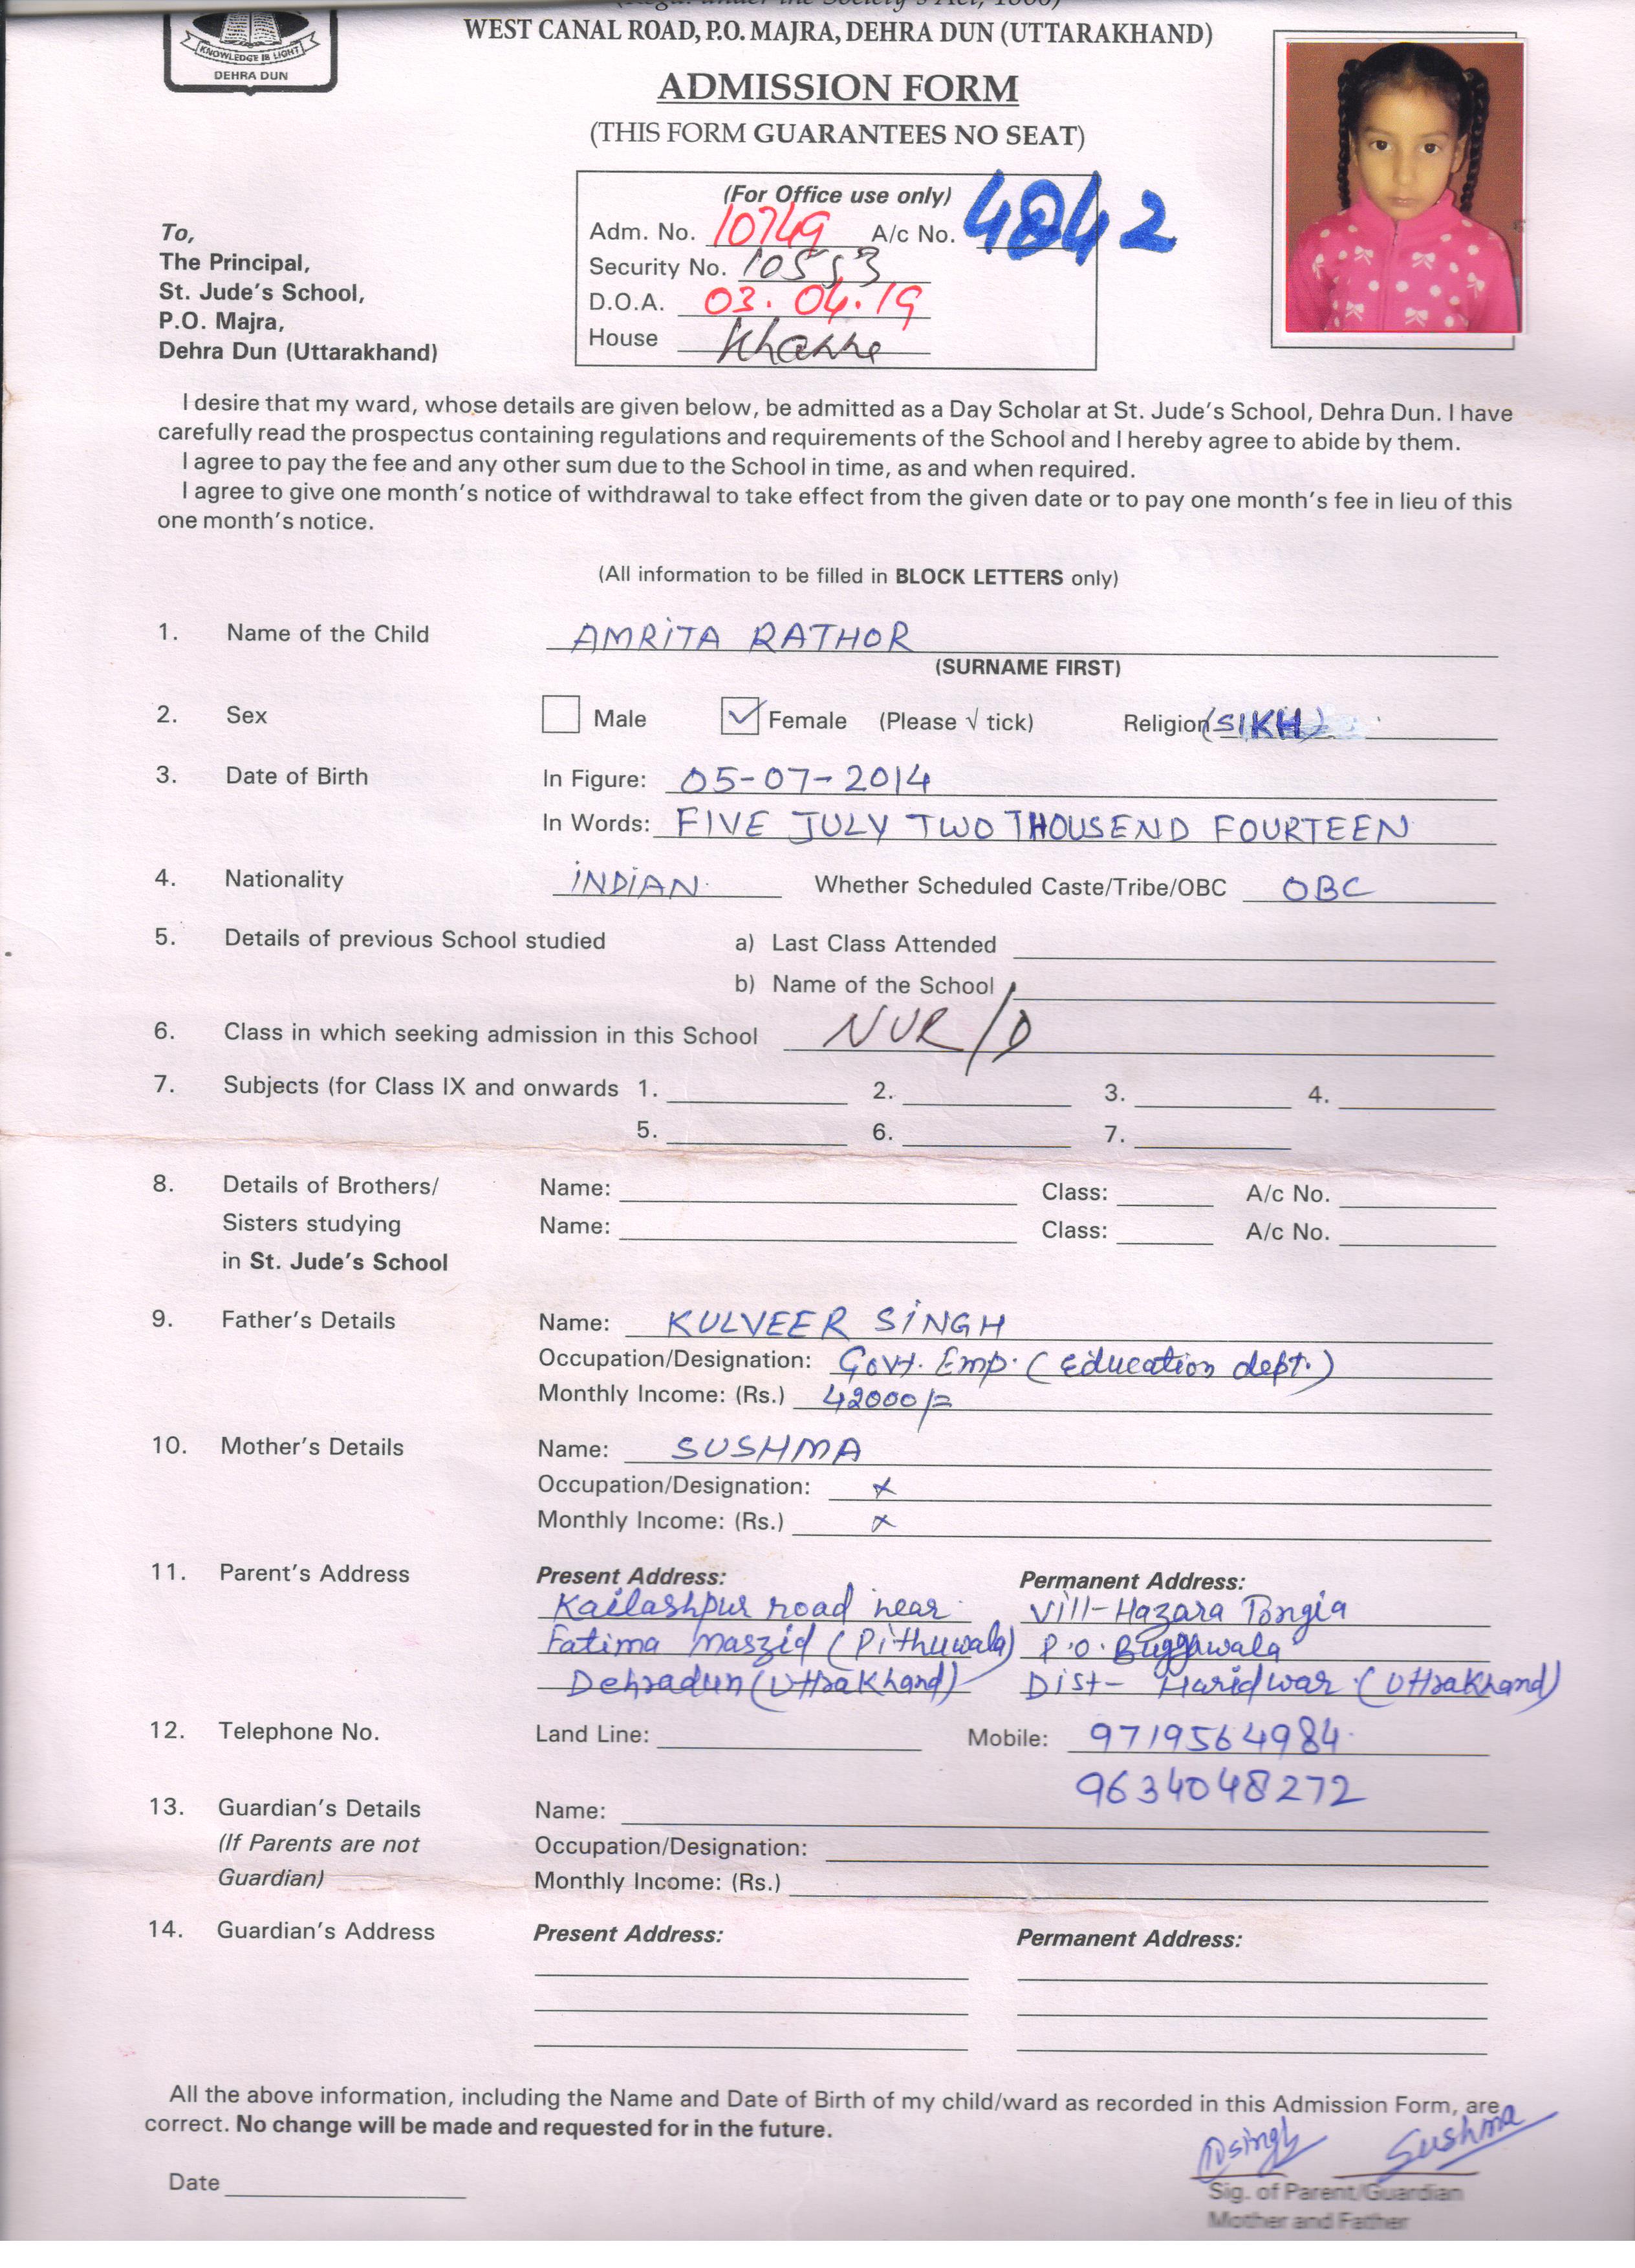 KNOWLEDGE IS LIGHT
DEHRA DUN
WEST CANAL ROAD, P.O. MAJRA, DEHRA DUN (UTTARAKHAND)
ADMISSION FORM
(THIS FORM GUARANTEES NO SEAT)
(For Office use only)
Adm. No. 10749 A/c No. 4842
Security No. 10553
D.O.A. 03.04.19
House
To,
The Principal,
St. Jude's School,
P.O. Majra,
Dehra Dun (Uttarakhand)
I desire that my ward, whose details are given below, be admitted as a Day Scholar at St. Jude's School, Dehra Dun. I have
carefully read the prospectus containing regulations and requirements of the School and I hereby agree to abide by them.
I agree to pay the fee and any other sum due to the School in time, as and when required.
I agree to give one month's notice of withdrawal to take effect from the given date or to pay one month's fee in lieu of this
one month's notice.
(All information to be filled in BLOCK LETTERS only)
1. Name of the Child AMRITA RATHOR
(SURNAME FIRST)
2. Sex Male ✓ Female (Please √ tick) Religion (SIKH)
3. Date of Birth In Figure: 05-07-2014
In Words: FIVE JULY TWO THOUSEND FOURTEEN
4. Nationality INDIAN. Whether Scheduled Caste/Tribe/OBC OBC
5. Details of previous School studied a) Last Class Attended
b) Name of the School
6. Class in which seeking admission in this School NUR/D
7. Subjects (for Class IX and onwards 1. 2. 3. 4.
5. 6. 7.
8. Details of Brothers/ Name: Class: A/c No.
Sisters studying Name: Class: A/c No.
in St. Jude's School
9. Father's Details Name: KULVEER SINGH
Occupation/Designation: Govt. Emp. (Education dept.)
Monthly Income: (Rs.) 42000/=
10. Mother's Details Name: SUSHMA
Occupation/Designation: x
Monthly Income: (Rs.) x
11. Parent's Address Present Address: Permanent Address:
Kailashpur road near Vill-Hazara Tongia
Fatima Maszid (Pithuwala) P.O. Buggawala
Dehradun (Uttrakhand) Dist- Haridwar (Uttrakhand)
12. Telephone No. Land Line: Mobile: 9719564984
9634048272
13. Guardian's Details Name:
(If Parents are not Occupation/Designation:
Guardian) Monthly Income: (Rs.)
14. Guardian's Address Present Address: Permanent Address:
All the above information, including the Name and Date of Birth of my child/ward as recorded in this Admission Form, are
correct. No change will be made and requested for in the future.
singh Sushma
Date
Sig. of Parent/Guardian
Mother and Father